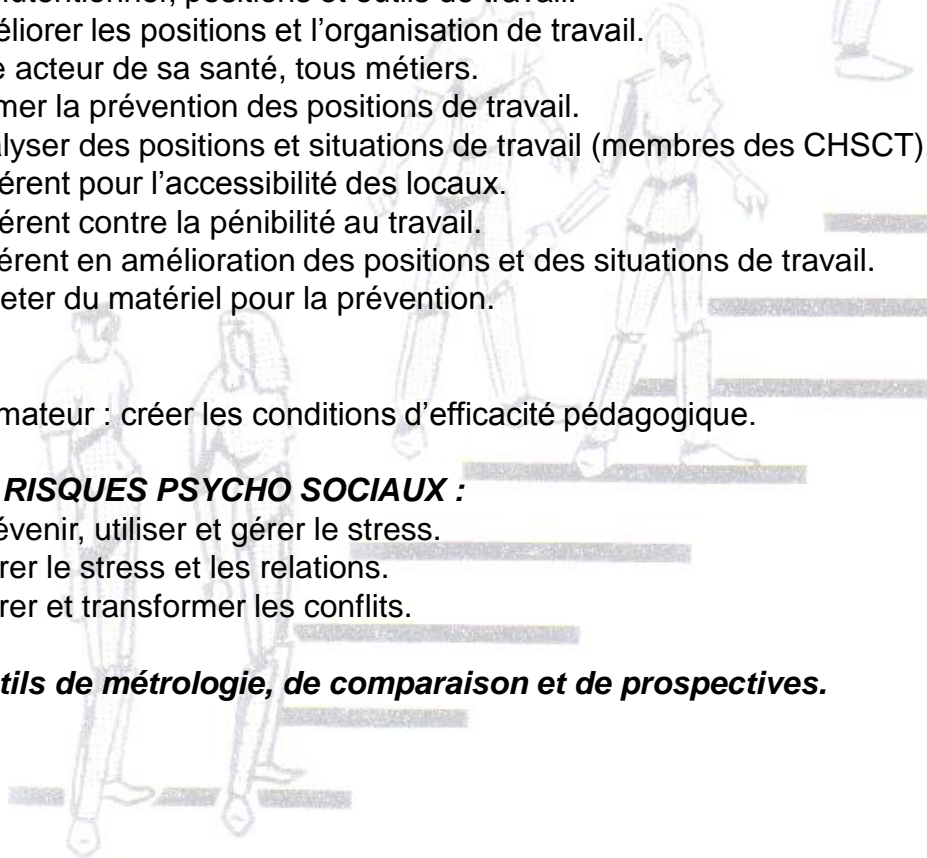 positions et outils de travail.
éliorer les positions et l’organisation de travail.
e acteur de sa santé, tous métiers.
mer la prévention des positions de travail.
alyser des positions et situations de travail (membres des CHSCT).
érent pour l’accessibilité des locaux.
érent contre la pénibilité au travail.
érent en amélioration des positions et des situations de travail.
eter du matériel pour la prévention.
mateur : créer les conditions d’efficacité pédagogique.
RISQUES PSYCHO SOCIAUX :
évenir, utiliser et gérer le stress.
rer le stress et les relations.
rer et transformer les conflits.
tils de métrologie, de comparaison et de prospectives.